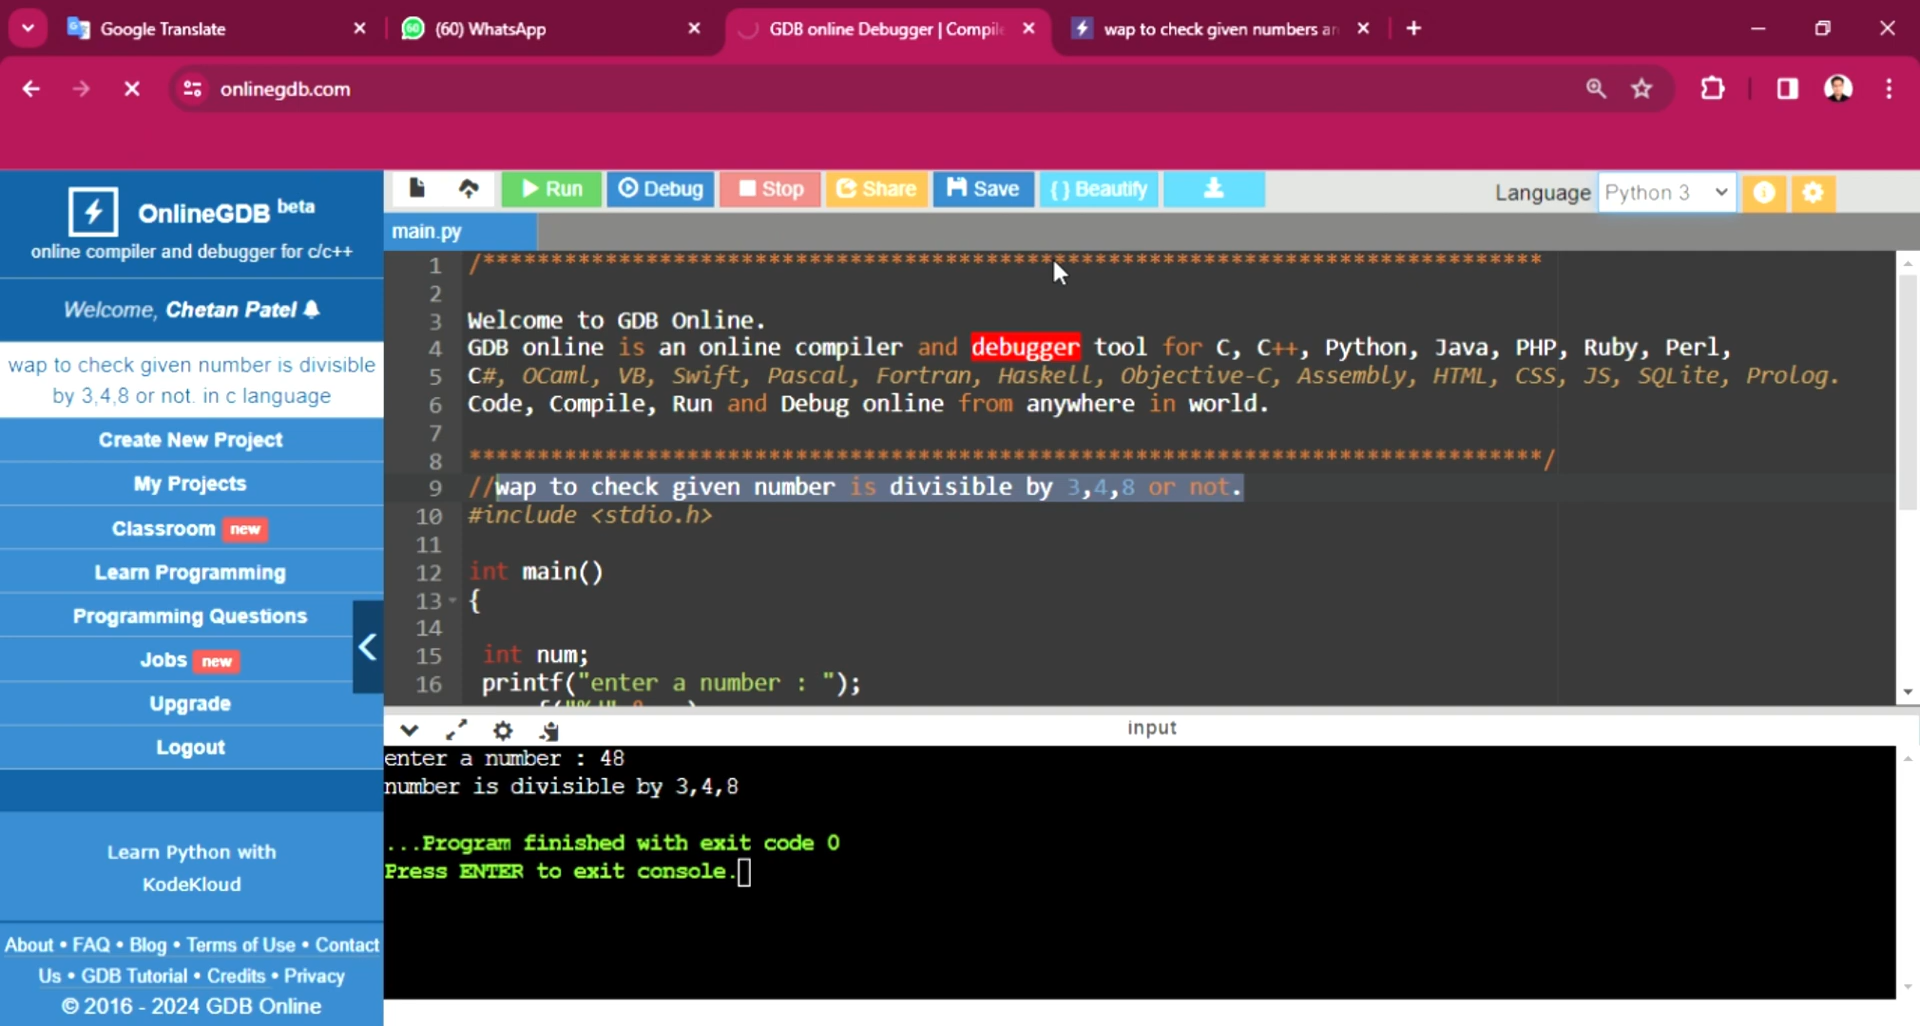 Google Translate
(60) WhatsApp
GDB online Debugger | Compile
wap to check given numbers an
onlinegdb.com
OnlineGDB beta
online compiler and debugger for c/c++
Welcome, Chetan Patel
wap to check given number is divisible
by 3,4,8 or not. in c language
Create New Project
My Projects
Classroom new
Learn Programming
Programming Questions
Jobs new
Upgrade
Logout
Learn Python with
KodeKloud
About • FAQ • Blog • Terms of Use • Contact
Us • GDB Tutorial • Credits • Privacy
© 2016 - 2024 GDB Online
Run Debug Stop Share Save { } Beautify
Language Python 3
main.py
1 /******************************************************************************
2
3 Welcome to GDB Online.
4 GDB online is an online compiler and debugger tool for C, C++, Python, Java, PHP, Ruby, Perl,
5 C#, OCaml, VB, Swift, Pascal, Fortran, Haskell, Objective-C, Assembly, HTML, CSS, JS, SQLite, Prolog.
6 Code, Compile, Run and Debug online from anywhere in world.
7
8 *******************************************************************************/
9 //wap to check given number is divisible by 3,4,8 or not.
10 #include <stdio.h>
11
12 int main()
13 {
14
15 int num;
16 printf("enter a number : ");
input
enter a number : 48
number is divisible by 3,4,8
...Program finished with exit code 0
Press ENTER to exit console.